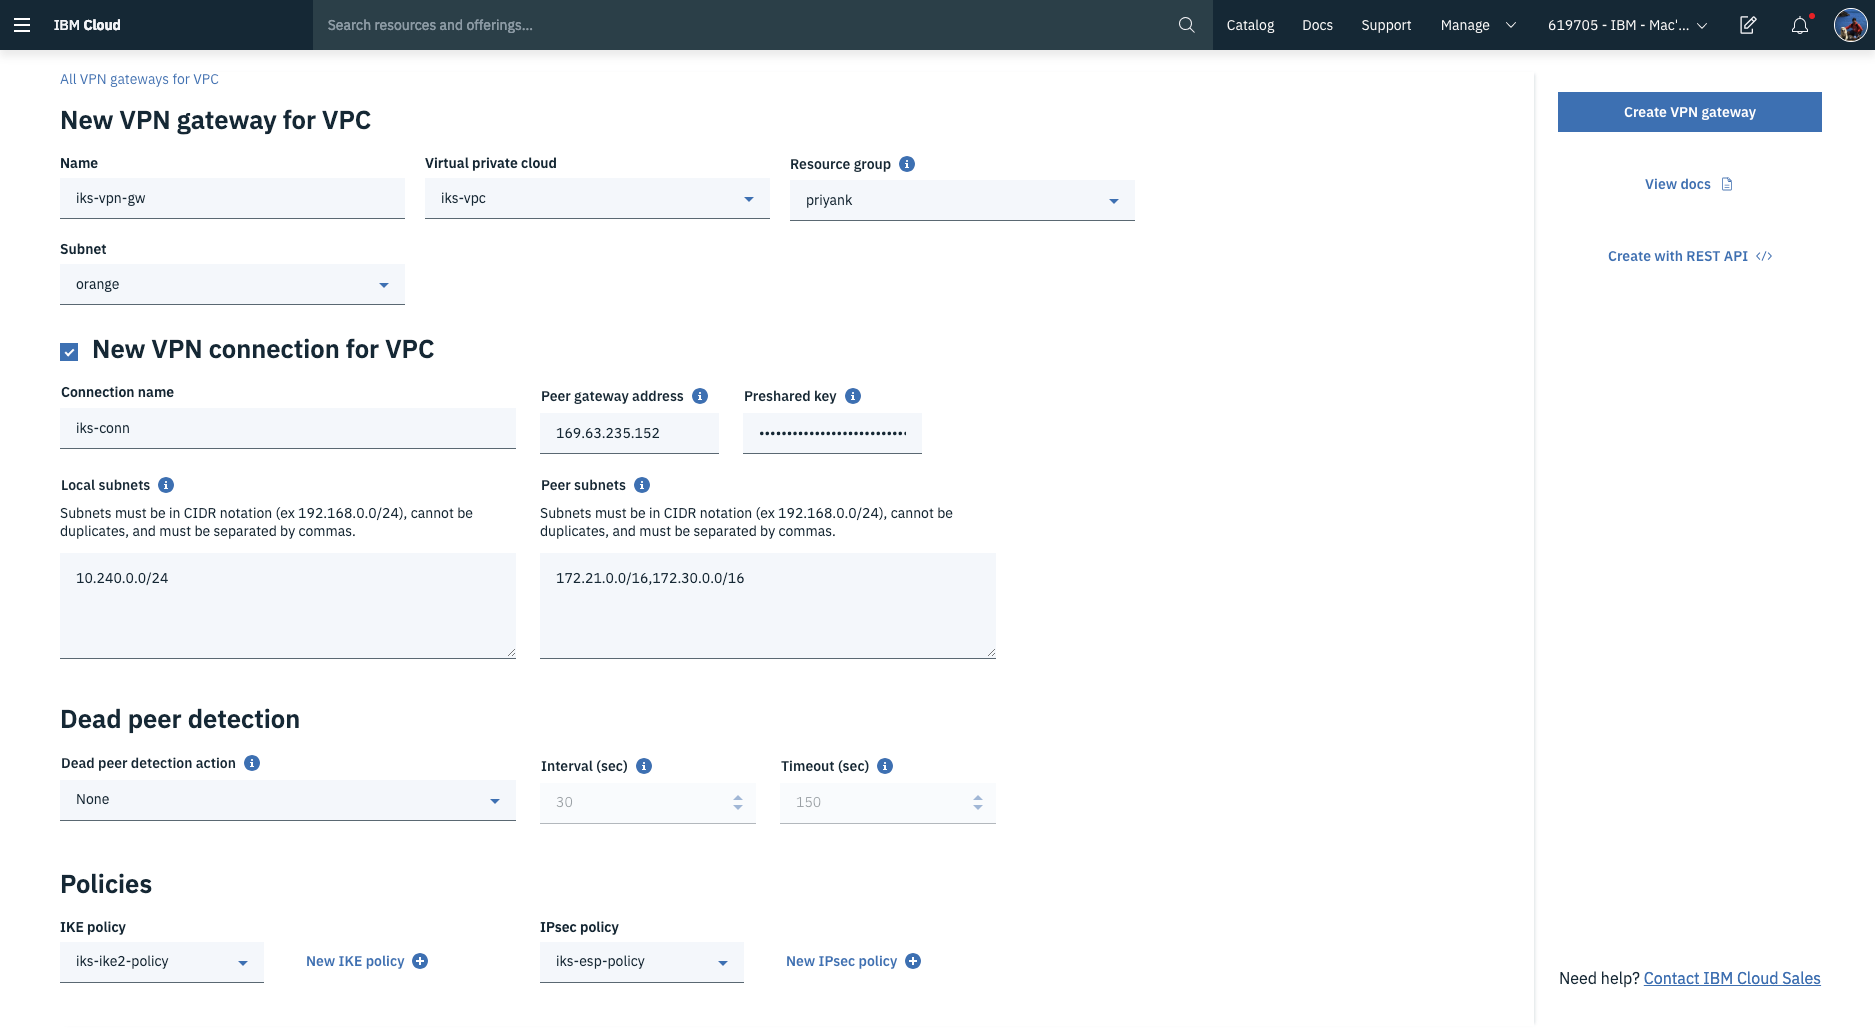 IBM Cloud
Search resources and offerings...
Catalog
Docs
Support
Manage
619705 - IBM - Mac'...
All VPN gateways for VPC
New VPN gateway for VPC
Create VPN gateway
Name
Virtual private cloud
Resource group
iks-vpn-gw
iks-vpc
priyank
View docs
Subnet
orange
Create with REST API </>
New VPN connection for VPC
Connection name
Peer gateway address
Preshared key
iks-conn
169.63.235.152
•••••••••••••••••••••••••••
Local subnets
Peer subnets
Subnets must be in CIDR notation (ex 192.168.0.0/24), cannot be
duplicates, and must be separated by commas.
Subnets must be in CIDR notation (ex 192.168.0.0/24), cannot be
duplicates, and must be separated by commas.
10.240.0.0/24
172.21.0.0/16,172.30.0.0/16
Dead peer detection
Dead peer detection action
Interval (sec)
Timeout (sec)
None
30
150
Policies
IKE policy
IPsec policy
iks-ike2-policy
New IKE policy
iks-esp-policy
New IPsec policy
Need help? Contact IBM Cloud Sales